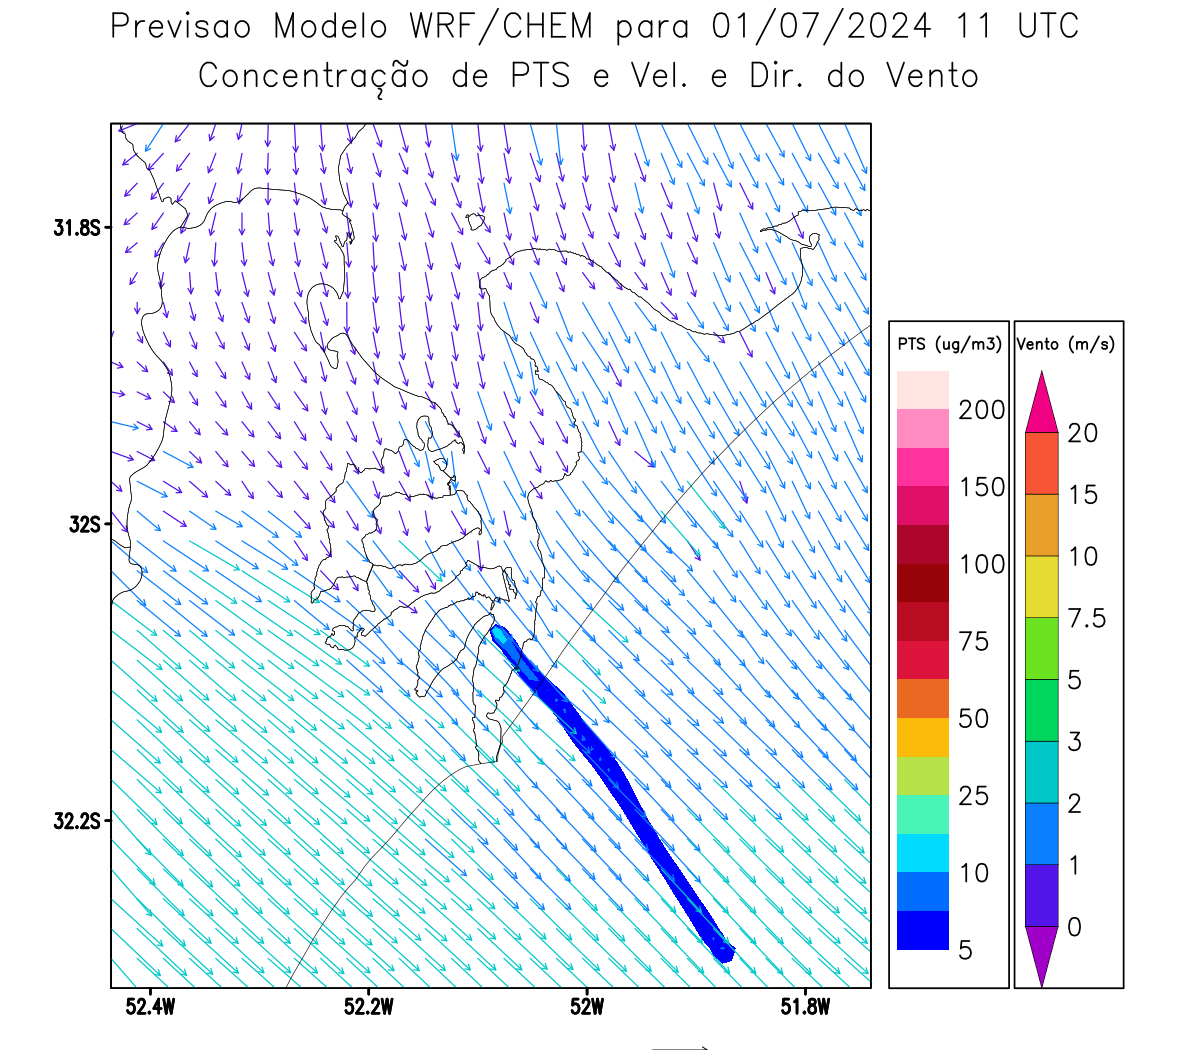 Previsao Modelo WRF/CHEM para 01/07/2024 11 UTC
Concentração de PTS e Vel. e Dir. do Vento
31.8S
32S
32.2S
52.4W
52.2W
52W
51.8W
PTS (ug/m3)
200
150
100
75
50
25
10
5
Vento (m/s)
20
15
10
7.5
5
3
2
1
0